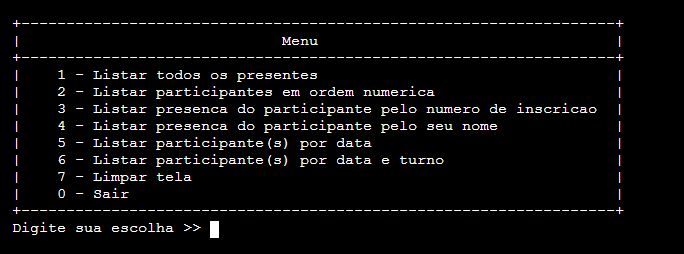 Menu
1 - Listar todos os presentes
2 - Listar participantes em ordem numerica
3 - Listar presenca do participante pelo numero de inscricao
4 - Listar presenca do participante pelo seu nome
5 - Listar participante(s) por data
6 - Listar participante(s) por data e turno
7 - Limpar tela
0 - Sair
Digite sua escolha >>